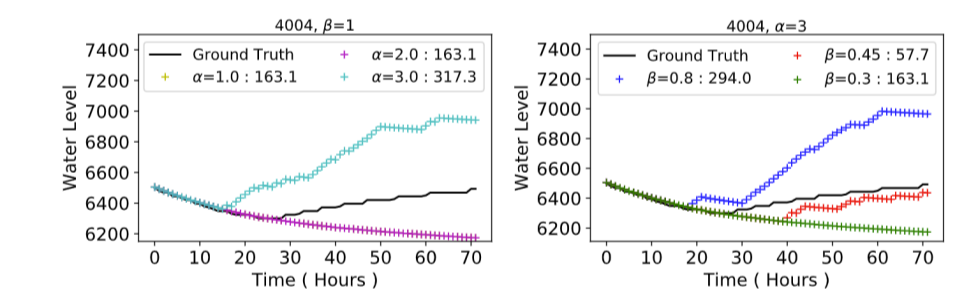 4004, β=1
Ground Truth
α=1.0 : 163.1
α=2.0 : 163.1
α=3.0 : 317.3
7400
7200
7000
6800
6600
6400
6200
Water Level
0 10 20 30 40 50 60 70
Time ( Hours )
4004, α=3
Ground Truth
β=0.8 : 294.0
β=0.45 : 57.7
β=0.3 : 163.1
7400
7200
7000
6800
6600
6400
6200
Water Level
0 10 20 30 40 50 60 70
Time ( Hours )